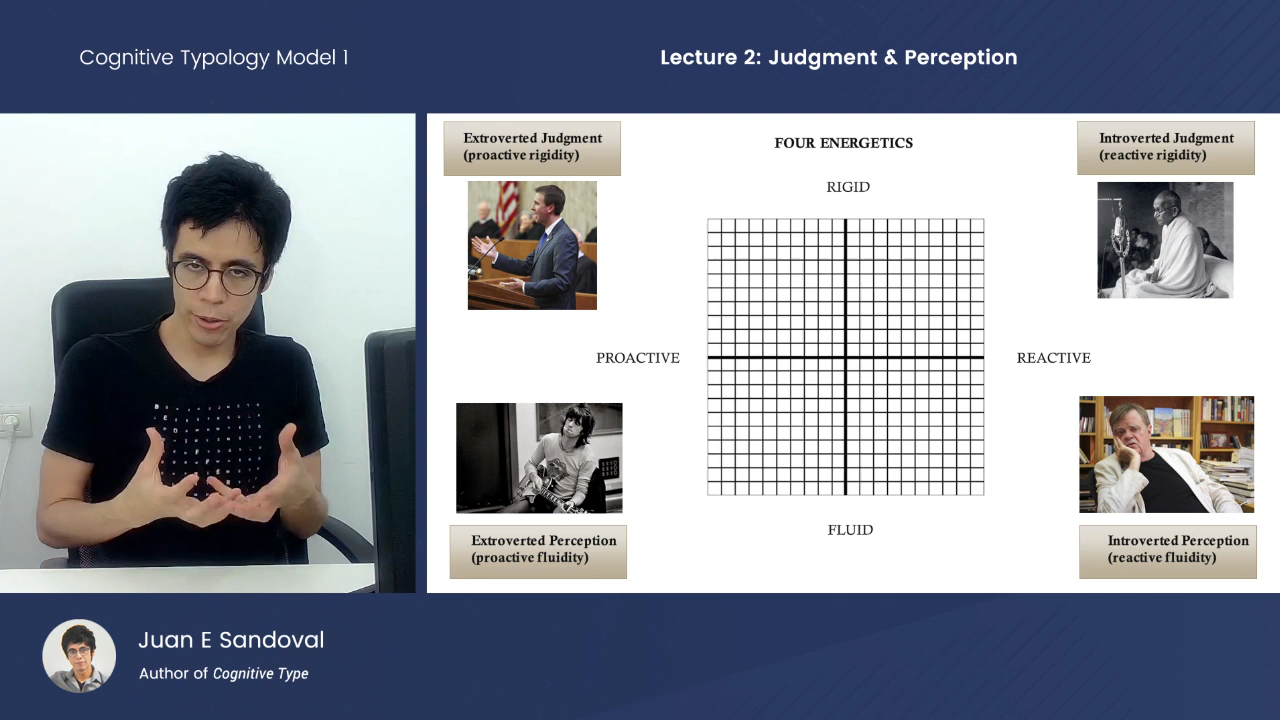 Cognitive Typology Model 1
Lecture 2: Judgment & Perception
Extroverted Judgment
(proactive rigidity)
FOUR ENERGETICS
Introverted Judgment
(reactive rigidity)
RIGID
PROACTIVE
REACTIVE
FLUID
Extroverted Perception
(proactive fluidity)
Introverted Perception
(reactive fluidity)
Juan E Sandoval
Author of Cognitive Type